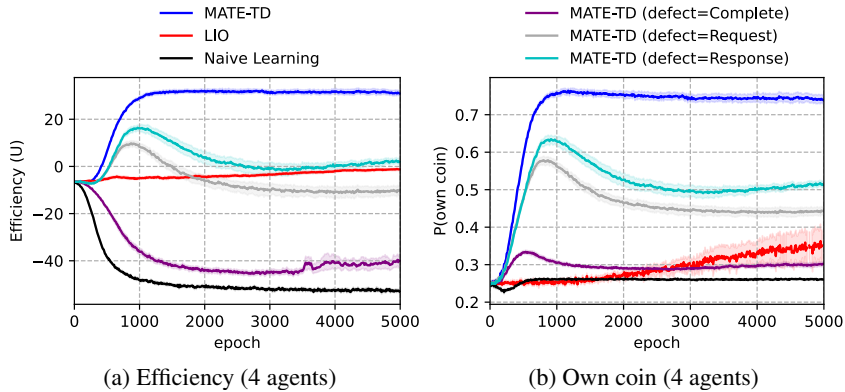 MATE-TD
LIO
Naive Learning
MATE-TD (defect=Complete)
MATE-TD (defect=Request)
MATE-TD (defect=Response)
Efficiency (U)
20
0
−20
−40
0 1000 2000 3000 4000 5000
epoch
P(own coin)
0.7
0.6
0.5
0.4
0.3
0.2
0 1000 2000 3000 4000 5000
epoch
(a) Efficiency (4 agents)
(b) Own coin (4 agents)